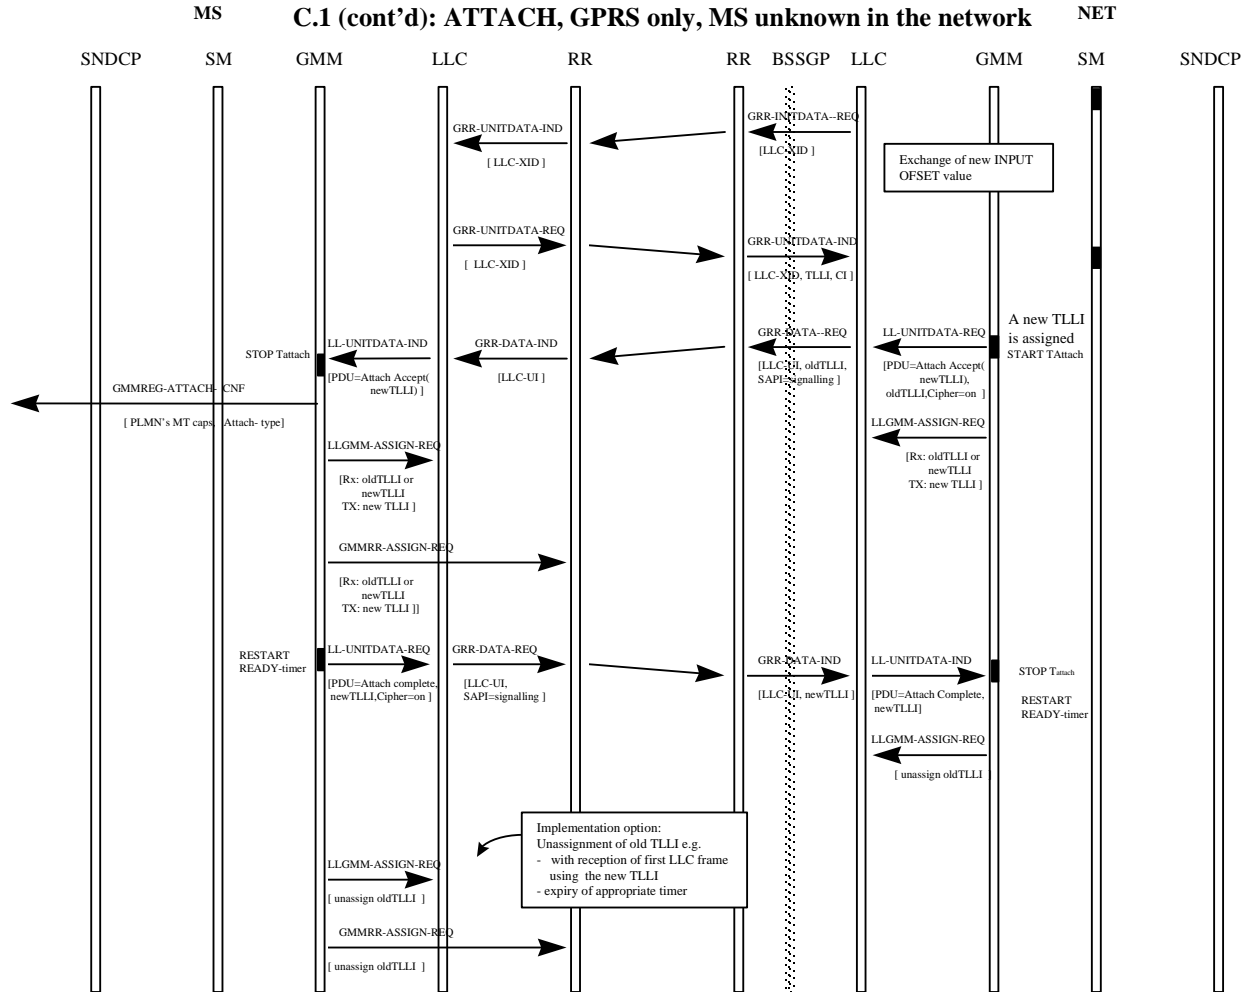 MS C.1 (cont’d): ATTACH, GPRS only, MS unknown in the network NET
SNDCP SM GMM LLC RR RR BSSGP LLC GMM SM SNDCP
GRR-UNITDATA-IND
[ LLC-XID ]
GRR-INITDATA--REQ
[LLC-XID ]
Exchange of new INPUT
OFSET value
GRR-UNITDATA-REQ
[ LLC-XID ]
GRR-UNITDATA-IND
[ LLC-XID, TLLI, CI ]
A new TLLI
is assigned
START TAttach
LL-UNITDATA-REQ
[PDU=Attach Accept(
newTLLI),
oldTLLI,Cipher=on ]
GRR-DATA--REQ
[LLC-UI, oldTLLI,
SAPI=signalling ]
GRR-DATA-IND
[LLC-UI ]
LL-UNITDATA-IND
[PDU=Attach Accept(
newTLLI) ]
STOP Tattach
GMMREG-ATTACH- CNF
[ PLMN’s MT caps, Attach- type]
LLGMM-ASSIGN-REQ
[Rx: oldTLLI or
newTLLI
TX: new TLLI ]
LLGMM-ASSIGN-REQ
[Rx: oldTLLI or
newTLLI
TX: new TLLI ]
GMMRR-ASSIGN-REQ
[Rx: oldTLLI or
newTLLI
TX: new TLLI ]]
RESTART
READY-timer
LL-UNITDATA-REQ
[PDU=Attach complete,
newTLLI,Cipher=on ]
GRR-DATA-REQ
[LLC-UI,
SAPI=signalling ]
GRR-DATA-IND
[LLC-UI, newTLLI ]
LL-UNITDATA-IND
[PDU=Attach Complete,
newTLLI]
STOP Tattach
RESTART
READY-timer
LLGMM-ASSIGN-REQ
[ unassign oldTLLI ]
Implementation option:
Unassignment of old TLLI e.g.
- with reception of first LLC frame
using the new TLLI
- expiry of appropriate timer
LLGMM-ASSIGN-REQ
[ unassign oldTLLI ]
GMMRR-ASSIGN-REQ
[ unassign oldTLLI ]